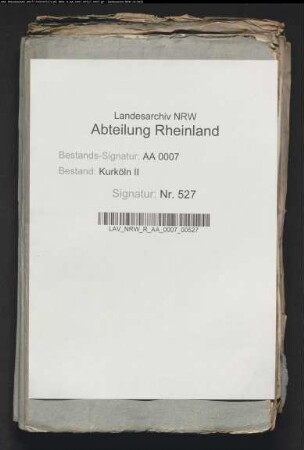 Landesarchiv NRW
Abteilung Rheinland
Bestands-Signatur: AA 0007
Bestand: Kurköln II
Signatur: Nr. 527
LAV_NRW_R_AA_0007_00527